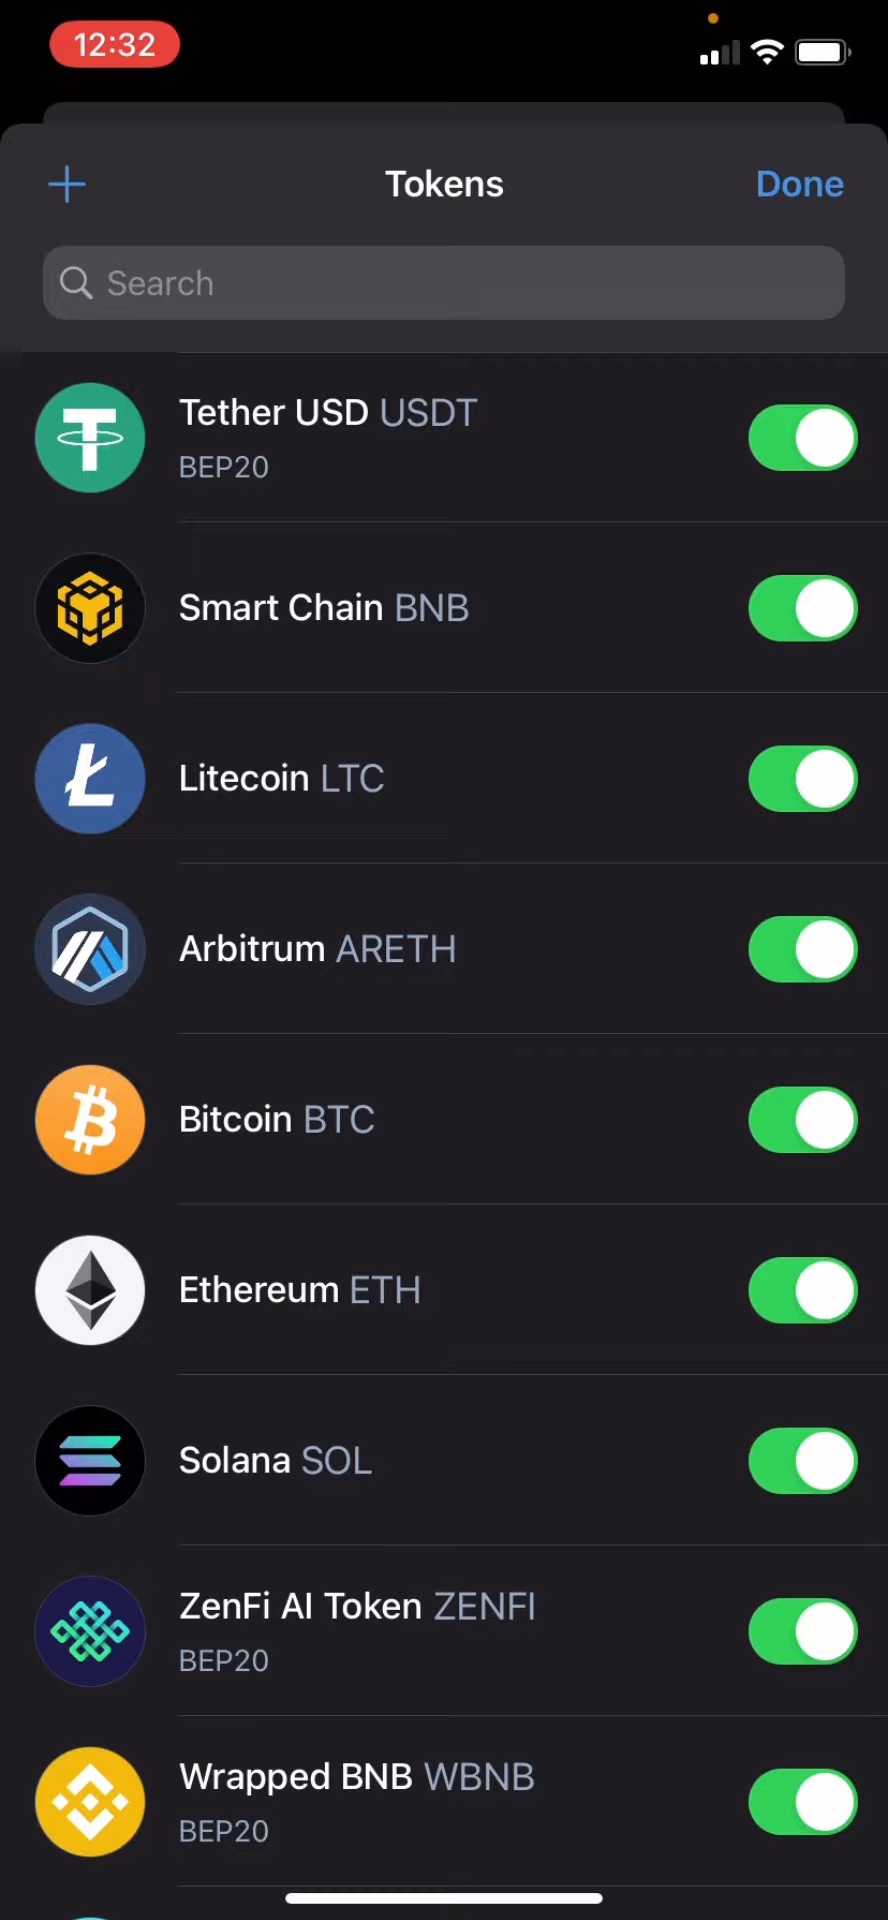 12:32
Tokens
Done
Search
Tether USD USDT
BEP20
Smart Chain BNB
Litecoin LTC
Arbitrum ARETH
Bitcoin BTC
Ethereum ETH
Solana SOL
ZenFi AI Token ZENFI
BEP20
Wrapped BNB WBNB
BEP20